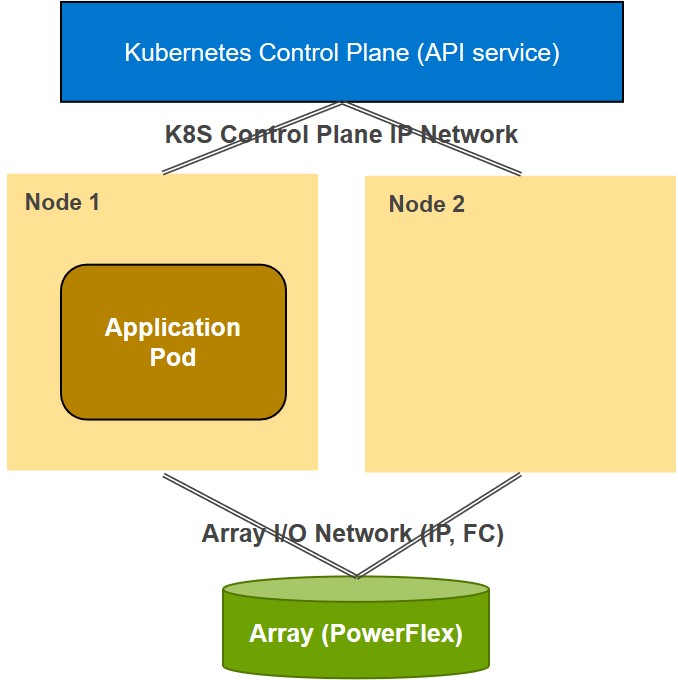 Kubernetes Control Plane (API service)
K8S Control Plane IP Network
Node 1
Node 2
Application
Pod
Array I/O Network (IP, FC)
Array (PowerFlex)